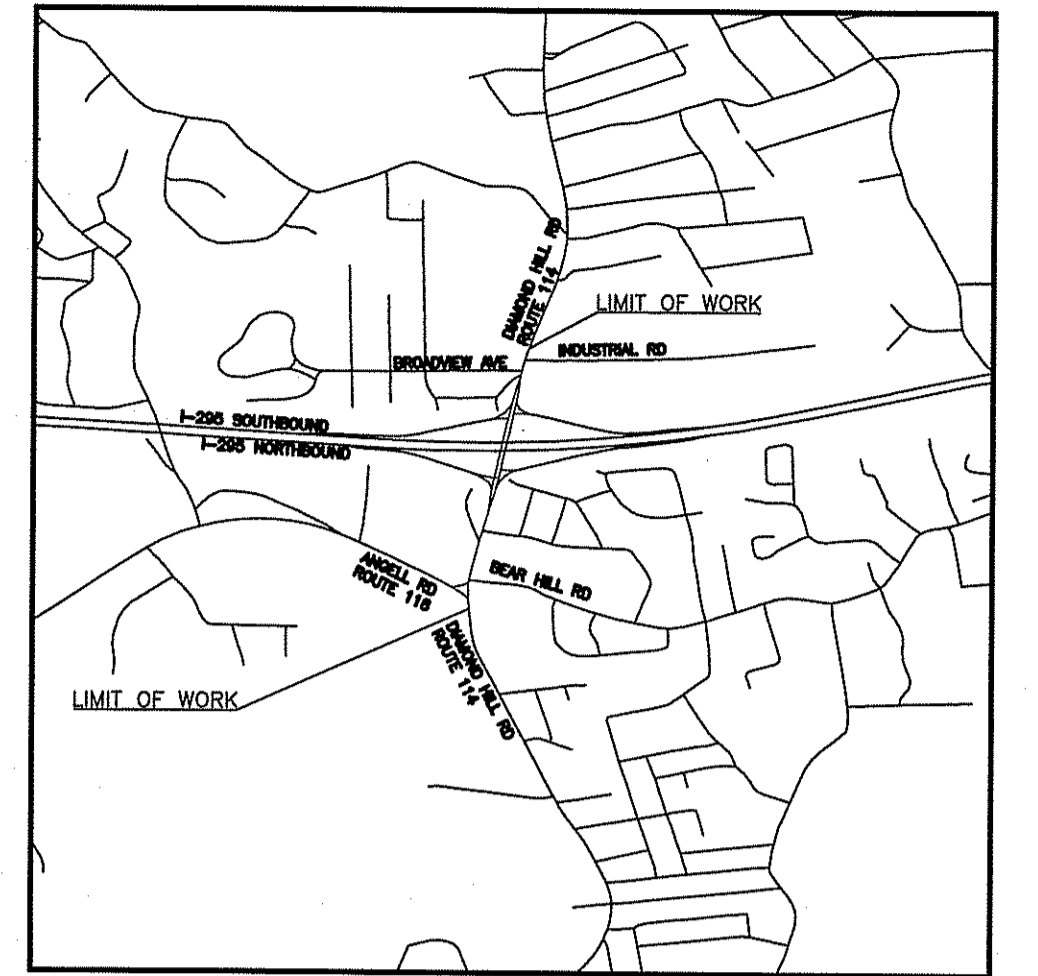 DIAMOND HILL RD
ROUTE 114
LIMIT OF WORK
BROADVIEW AVE
INDUSTRIAL RD
I-295 SOUTHBOUND
I-295 NORTHBOUND
ANGELL RD
ROUTE 116
BEAR HILL RD
DIAMOND HILL RD
ROUTE 114
LIMIT OF WORK